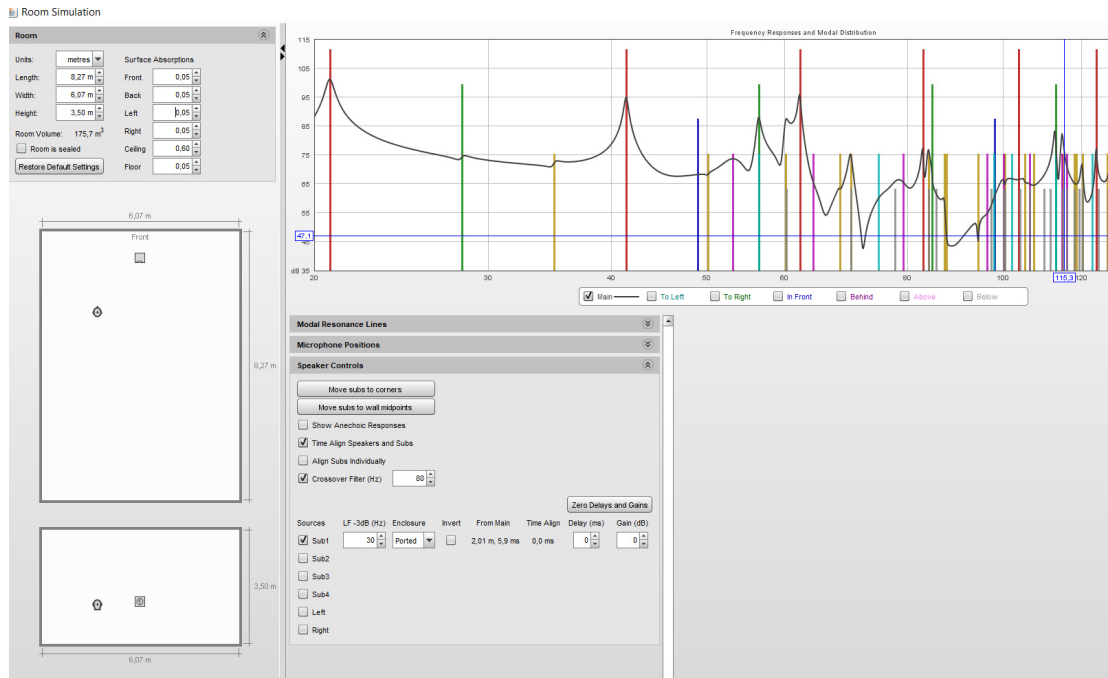 Room Simulation
Room
Units: metres
Length: 8,27 m
Width: 6,07 m
Height: 3,50 m
Room Volume: 175,7 m³
Room is sealed
Restore Default Settings
Surface Absorptions
Front 0,05
Back 0,05
Left 0,05
Right 0,05
Ceiling 0,60
Floor 0,05
6,07 m
Front
8,27 m
3,50 m
6,07 m
Frequency Responses and Modal Distribution
115
105
95
85
75
65
55
47,1
45
dB 35
20 30 40 50 60 80 100 115,3 120
Main To Left To Right In Front Behind Above Below
Modal Resonance Lines
Microphone Positions
Speaker Controls
Move subs to corners
Move subs to wall midpoints
Show Anechoic Responses
Time Align Speakers and Subs
Align Subs Individually
Crossover Filter (Hz) 80
Zero Delays and Gains
Sources LF -3dB (Hz) Enclosure Invert From Main Time Align Delay (ms) Gain (dB)
Sub1 30 Ported 2,01 m, 5,9 ms 0,0 ms 0 0
Sub2
Sub3
Sub4
Left
Right